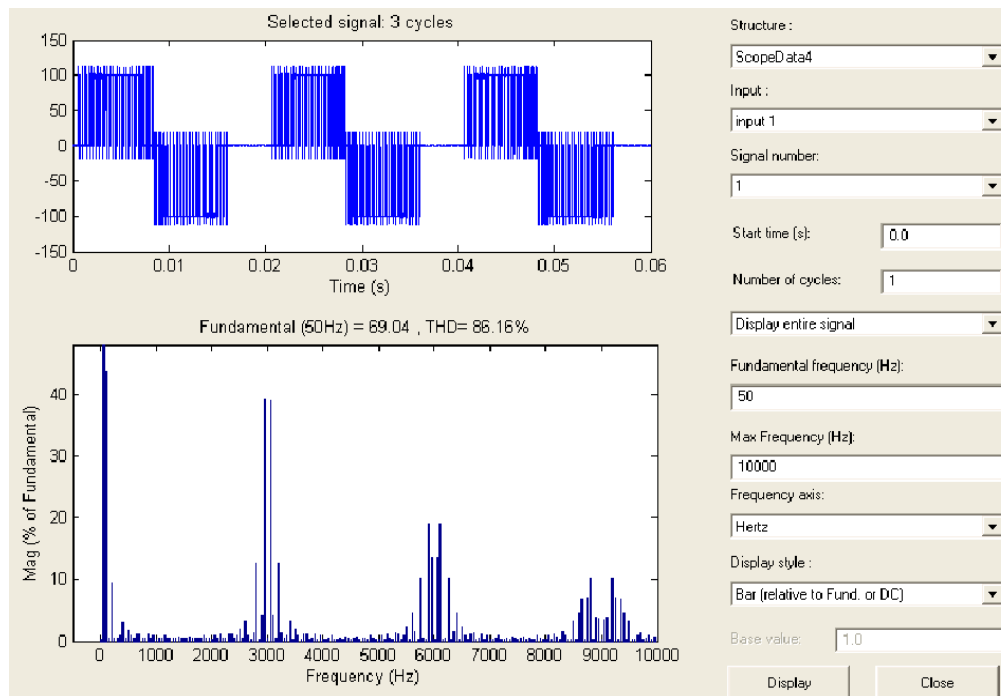 Selected signal: 3 cycles
150
100
50
0
-50
-100
-150
0
0.01
0.02
0.03
0.04
0.05
0.06
Time (s)
Fundamental (50Hz) = 69.04 , THD= 86.16%
Mag (% of Fundamental)
40
30
20
10
0
0
1000
2000
3000
4000
5000
6000
7000
8000
9000
10000
Frequency (Hz)
Structure :
ScopeData4
Input :
input 1
Signal number:
1
Start time (s):
0.0
Number of cycles:
1
Display entire signal
Fundamental frequency (Hz):
50
Max Frequency (Hz):
10000
Frequency axis:
Hertz
Display style :
Bar (relative to Fund. or DC)
Base value:
1.0
Display
Close